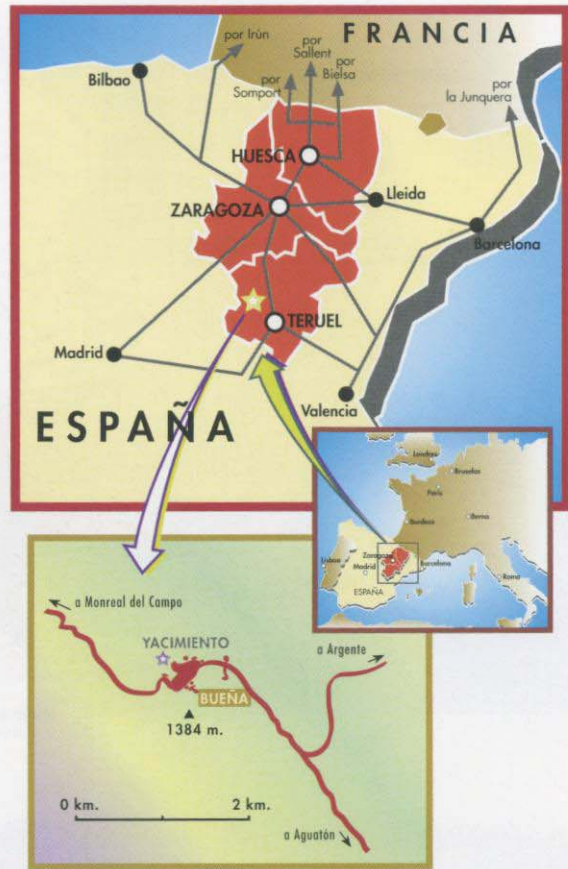 FRANCIA
por Irún
por
Sallent
por
Somport
por
Bielsa
por
la Junquera
Bilbao
HUESCA
ZARAGOZA
Lleida
Barcelona
TERUEL
Madrid
Valencia
ESPAÑA
Londres
Bruselas
París
Berna
Burdeos
Lisboa
Zaragoza
Madrid
Barcelona
Roma
ESPAÑA
a Monreal del Campo
YACIMIENTO
a Argente
BUEÑA
1384 m.
0 km.
2 km.
a Aguatón